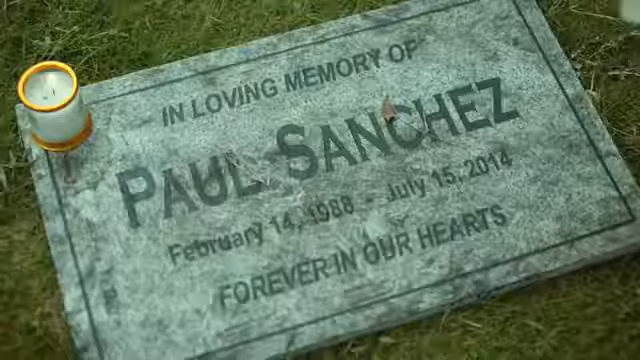 IN LOVING MEMORY OF
PAUL SANCHEZ
February 14, 1988 - July 15, 2014
FOREVER IN OUR HEARTS